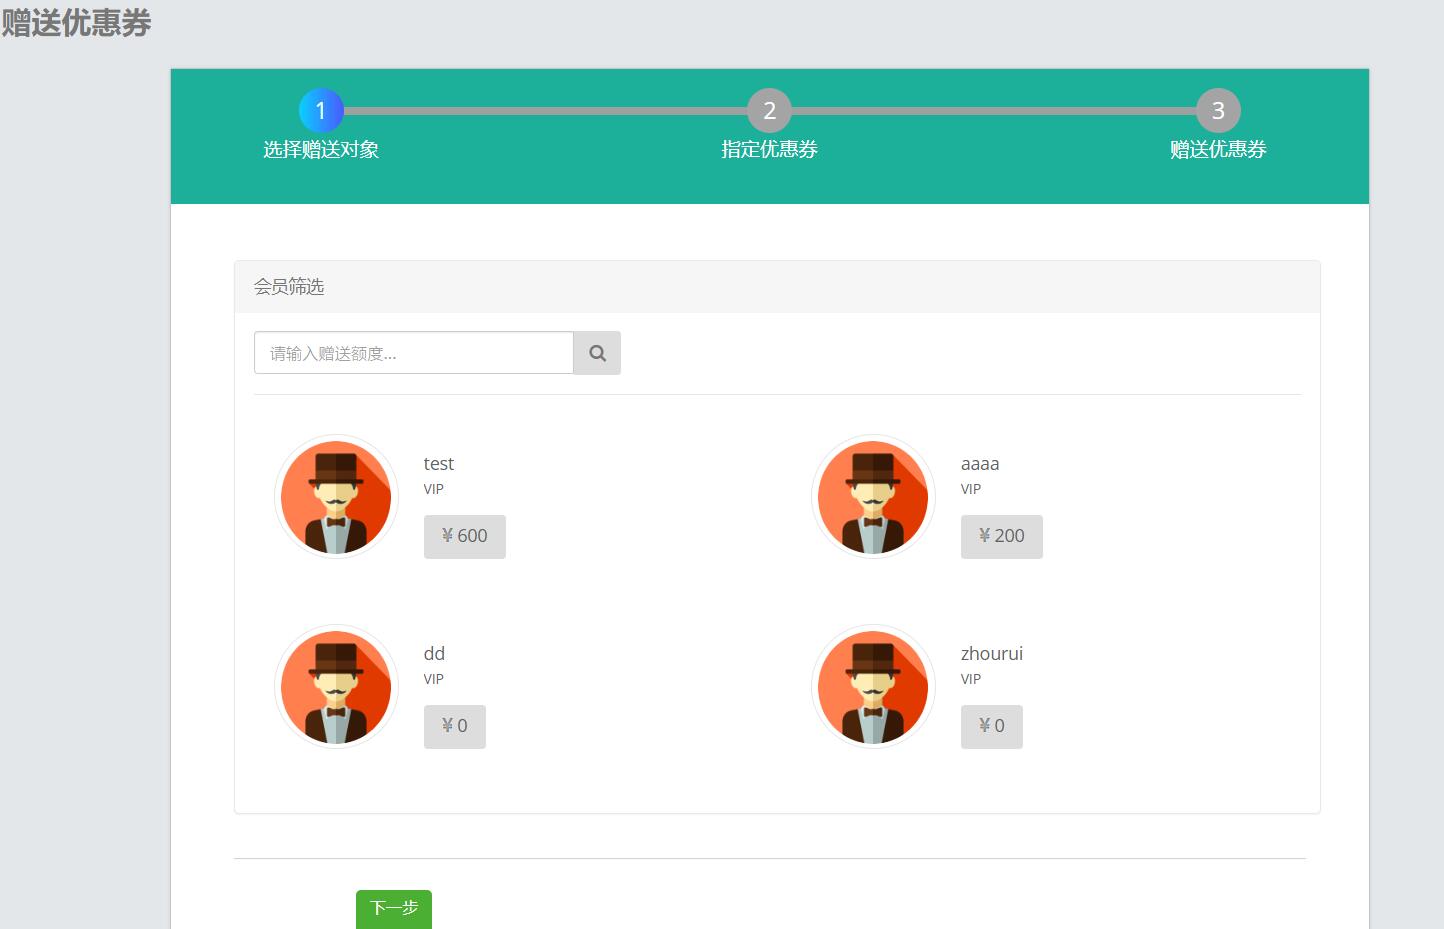 赠送优惠券
1
2
3
选择赠送对象
指定优惠券
赠送优惠券
会员筛选
请输入赠送额度...
test
VIP
¥ 600
aaaa
VIP
¥ 200
dd
VIP
¥ 0
zhourui
VIP
¥ 0
下一步